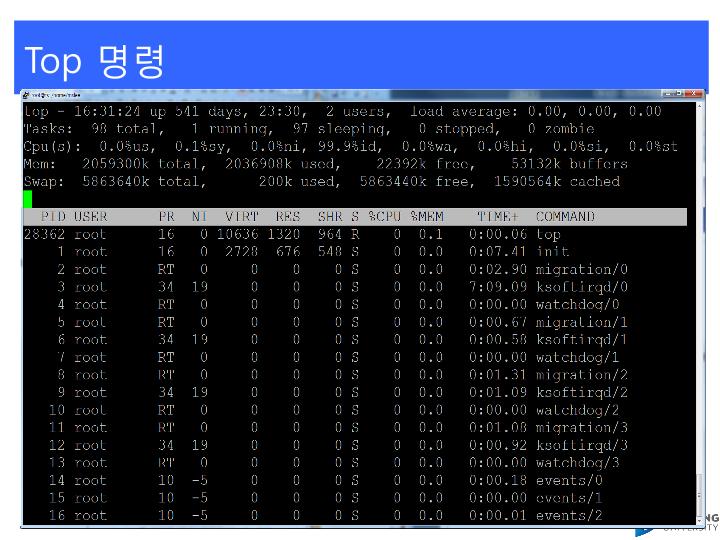 Top 명령
top - 16:31:24 up 541 days, 23:30,  2 users,  load average: 0.00, 0.00, 0.00
Tasks:  98 total,   1 running,  97 sleeping,   0 stopped,   0 zombie
Cpu(s):  0.0%us,  0.1%sy,  0.0%ni, 99.9%id,  0.0%wa,  0.0%hi,  0.0%si,  0.0%st
Mem:   2059300k total,  2036908k used,    22392k free,    53132k buffers
Swap:  5863640k total,      200k used,  5863440k free,  1590564k cached
PID USER      PR  NI  VIRT  RES  SHR S %CPU %MEM    TIME+  COMMAND
28362 root      16   0 10636 1320  964 R    0  0.1   0:00.06 top
1 root      16   0  2728  676  548 S    0  0.0   0:07.41 init
2 root      RT   0     0    0    0 S    0  0.0   0:02.90 migration/0
3 root      34  19     0    0    0 S    0  0.0   7:09.09 ksoftirqd/0
4 root      RT   0     0    0    0 S    0  0.0   0:00.00 watchdog/0
5 root      RT   0     0    0    0 S    0  0.0   0:00.67 migration/1
6 root      34  19     0    0    0 S    0  0.0   0:00.58 ksoftirqd/1
7 root      RT   0     0    0    0 S    0  0.0   0:00.00 watchdog/1
8 root      RT   0     0    0    0 S    0  0.0   0:01.31 migration/2
9 root      34  19     0    0    0 S    0  0.0   0:01.09 ksoftirqd/2
10 root      RT   0     0    0    0 S    0  0.0   0:00.00 watchdog/2
11 root      RT   0     0    0    0 S    0  0.0   0:01.08 migration/3
12 root      34  19     0    0    0 S    0  0.0   0:00.92 ksoftirqd/3
13 root      RT   0     0    0    0 S    0  0.0   0:00.00 watchdog/3
14 root      10  -5     0    0    0 S    0  0.0   0:00.18 events/0
15 root      10  -5     0    0    0 S    0  0.0   0:00.00 events/1
16 root      10  -5     0    0    0 S    0  0.0   0:00.01 events/2